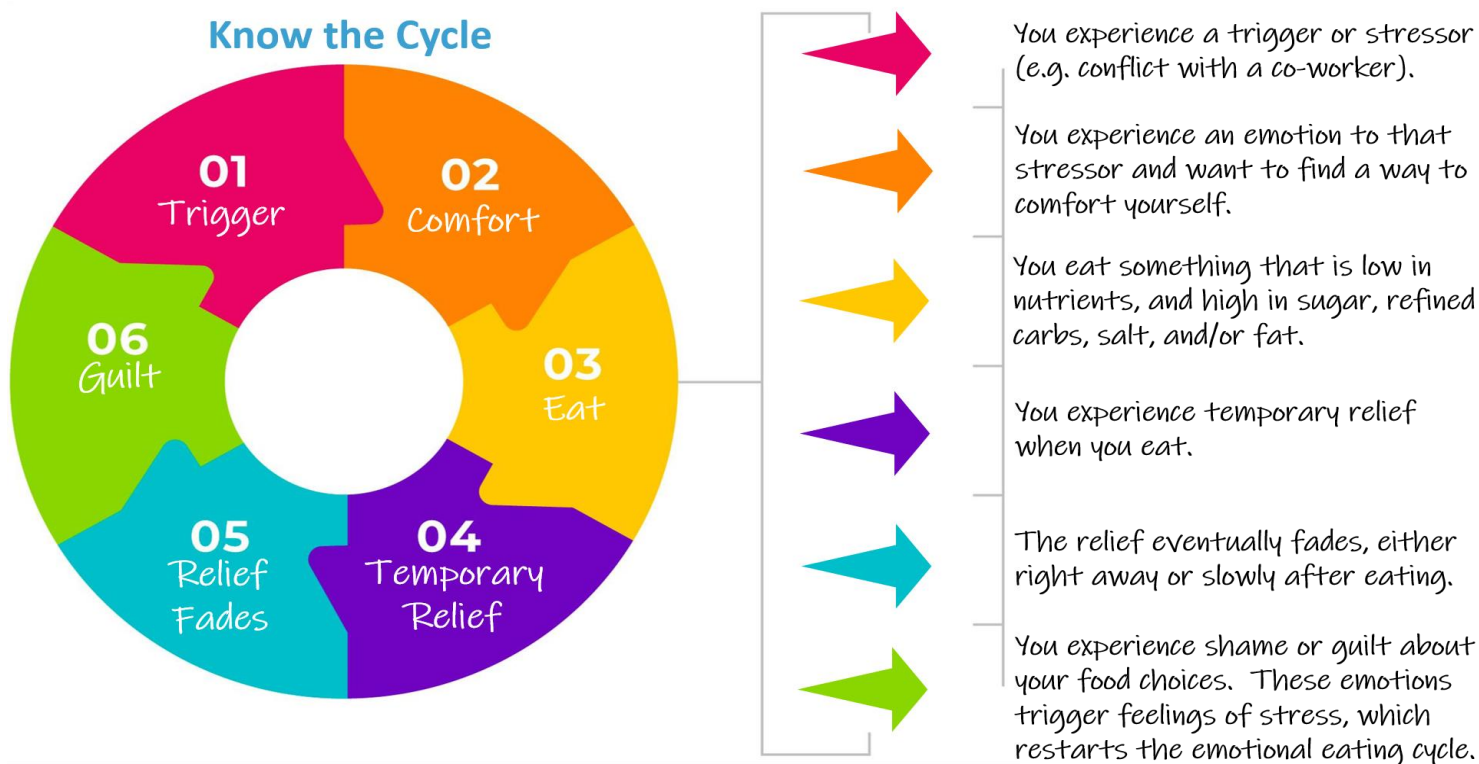 Know the Cycle
01
Trigger
02
Comfort
03
Eat
04
Temporary
Relief
05
Relief
Fades
06
Guilt
You experience a trigger or stressor
(e.g. conflict with a co-worker).
You experience an emotion to that
stressor and want to find a way to
comfort yourself.
You eat something that is low in
nutrients, and high in sugar, refined
carbs, salt, and/or fat.
You experience temporary relief
when you eat.
The relief eventually fades, either
right away or slowly after eating.
You experience shame or guilt about
your food choices. These emotions
trigger feelings of stress, which
restarts the emotional eating cycle.